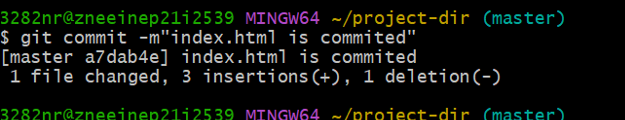 3282nr@zneeinep21i2539 MINGW64 ~/project-dir (master)
$ git commit -m"index.html is commited"
[master a7dab4e] index.html is commited
 1 file changed, 3 insertions(+), 1 deletion(-)
3282nr@zneeinep21i2539 MINGW64 ~/project-dir (master)